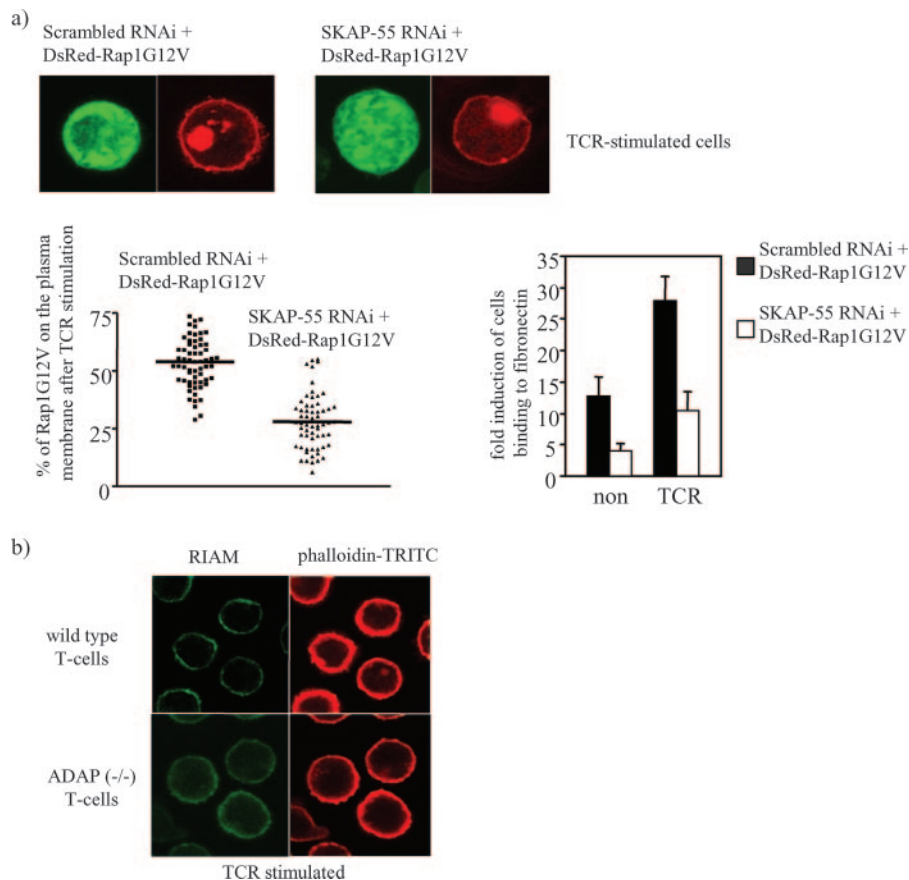 a)
Scrambled RNAi +
DsRed-Rap1G12V
SKAP-55 RNAi +
DsRed-Rap1G12V
TCR-stimulated cells
% of Rap1G12V on the plasma
membrane after TCR stimulation
75
50
25
0
Scrambled RNAi +
DsRed-Rap1G12V
SKAP-55 RNAi +
DsRed-Rap1G12V
fold induction of cells
binding to fibronectin
35
30
25
20
15
10
5
0
non
TCR
Scrambled RNAi +
DsRed-Rap1G12V
SKAP-55 RNAi +
DsRed-Rap1G12V
b)
RIAM
phalloidin-TRITC
wild type
T-cells
ADAP (-/-)
T-cells
TCR stimulated